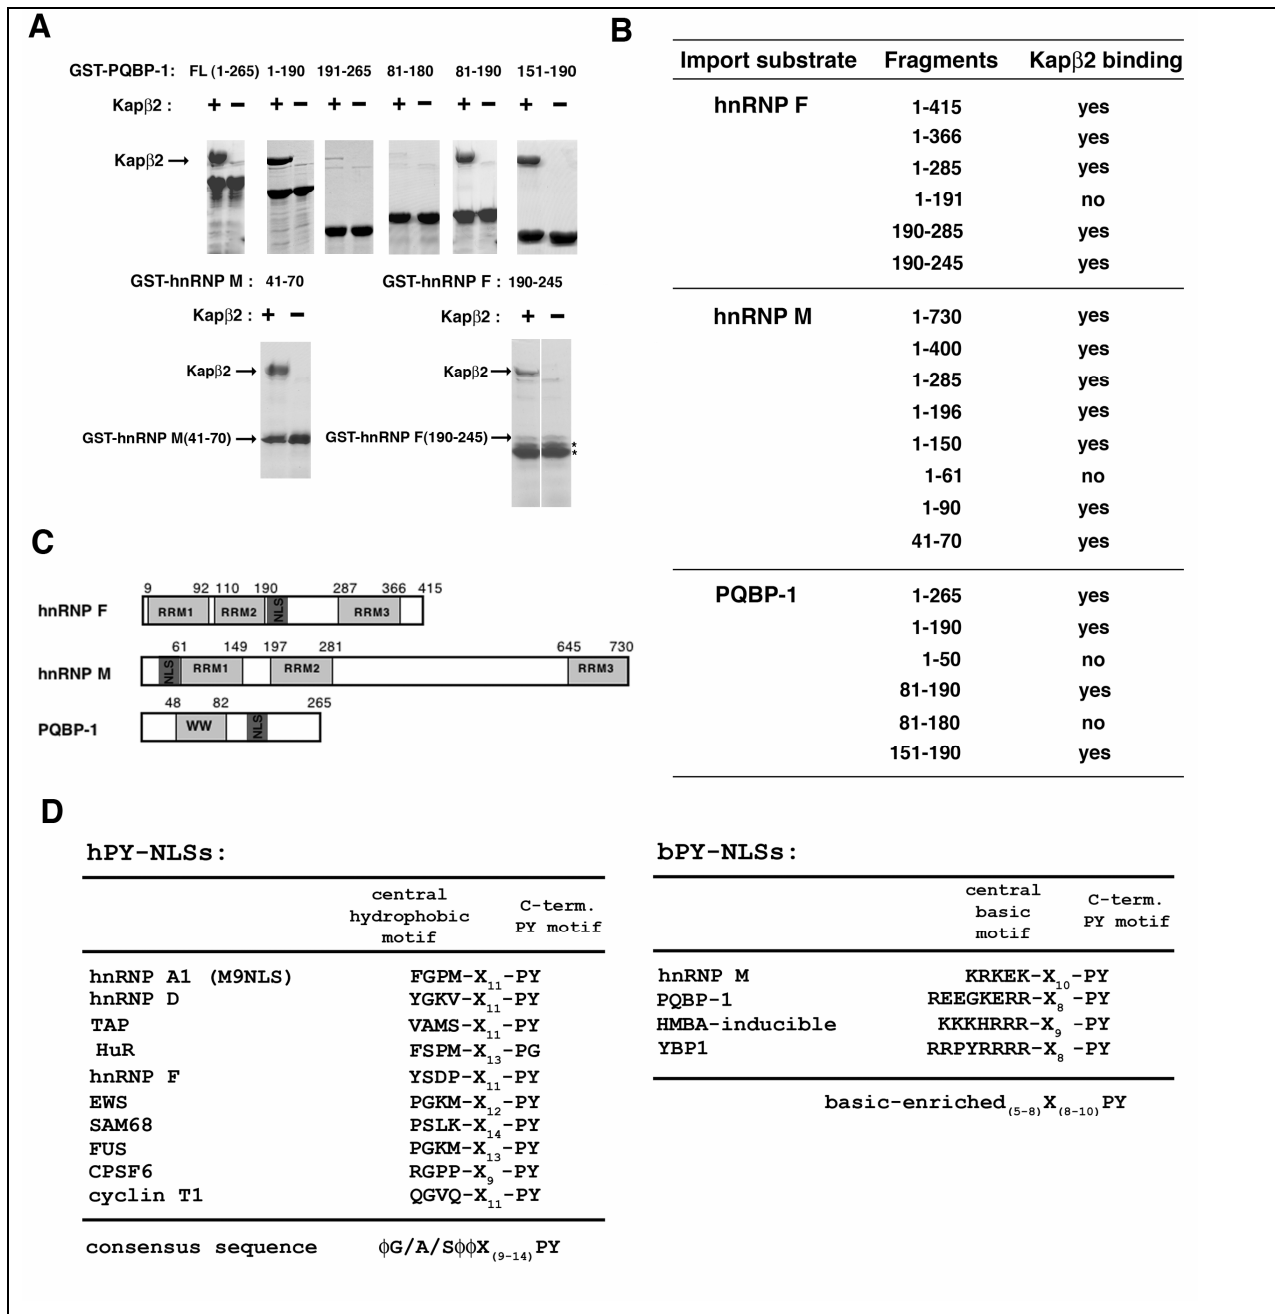 A
GST-PQBP-1: FL (1-265) 1-190 191-265 81-180 81-190 151-190
Kapβ2 : + − + − + − + − + − + −
Kapβ2
GST-hnRNP M : 41-70 GST-hnRNP F : 190-245
Kapβ2 : + − Kapβ2 : + −
Kapβ2 Kapβ2
GST-hnRNP M(41-70) GST-hnRNP F(190-245) *
*
B
Import substrate Fragments Kapβ2 binding
hnRNP F 1-415 yes
1-366 yes
1-285 yes
1-191 no
190-285 yes
190-245 yes
hnRNP M 1-730 yes
1-400 yes
1-285 yes
1-196 yes
1-150 yes
1-61 no
1-90 yes
41-70 yes
PQBP-1 1-265 yes
1-190 yes
1-50 no
81-190 yes
81-180 no
151-190 yes
C
9 92 110 190 287 366 415
hnRNP F RRM1 RRM2 NLS RRM3
61 149 197 281 645 730
hnRNP M NLS RRM1 RRM2 RRM3
48 82 265
PQBP-1 WW NLS
D
hPY-NLSs:
central
hydrophobic
motif
C-term.
PY motif
hnRNP A1 (M9NLS) FGPM-X11-PY
hnRNP D YGKV-X11-PY
TAP VAMS-X11-PY
HuR FSPM-X13-PG
hnRNP F YSDP-X11-PY
EWS PGKM-X12-PY
SAM68 PSLK-X14-PY
FUS PGKM-X13-PY
CPSF6 RGPP-X9-PY
cyclin T1 QGVQ-X11-PY
consensus sequence ϕG/A/SϕϕX(9-14)PY
bPY-NLSs:
central
basic
motif
C-term.
PY motif
hnRNP M KRKEK-X10-PY
PQBP-1 REEGKERR-X8-PY
HMBA-inducible KKKHRRR-X9 -PY
YBP1 RRPYRRRR-X8 -PY
basic-enriched(5-8)X(8-10)PY